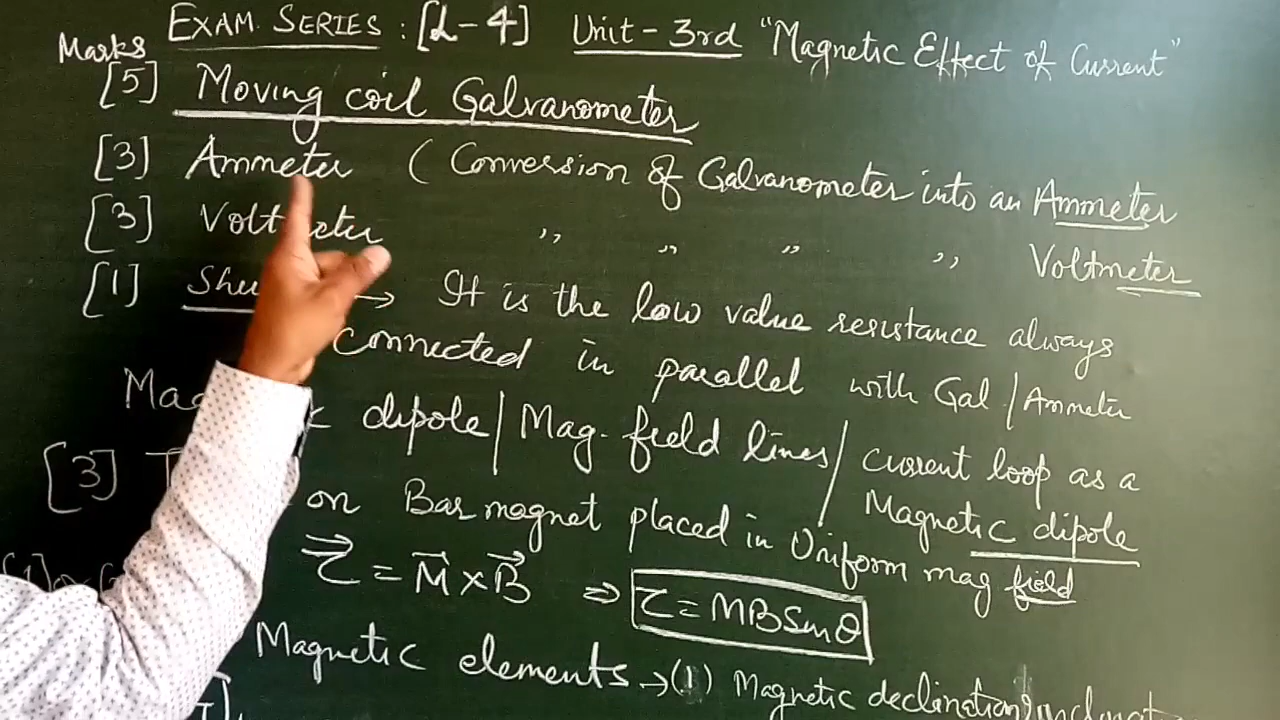 EXAM. SERIES : [L-4] Unit - 3rd "Magnetic Effect of Current"
Marks
[5] Moving coil Galvanometer
[3] Ammeter ( Conversion of Galvanometer into an Ammeter
[3] Voltmeter ,, ,, ,, ,, Voltmeter
[1] → It is the low value resistance always
connected in parallel with Gal / Ammeter
dipole / Mag. field lines / current loop as a
Magnetic dipole
[3] on Bar magnet placed in Uniform mag field
τ⃗ = M⃗ × B⃗ ⇒ τ = MB Sinθ
Magnetic elements → (1) Magnetic declination